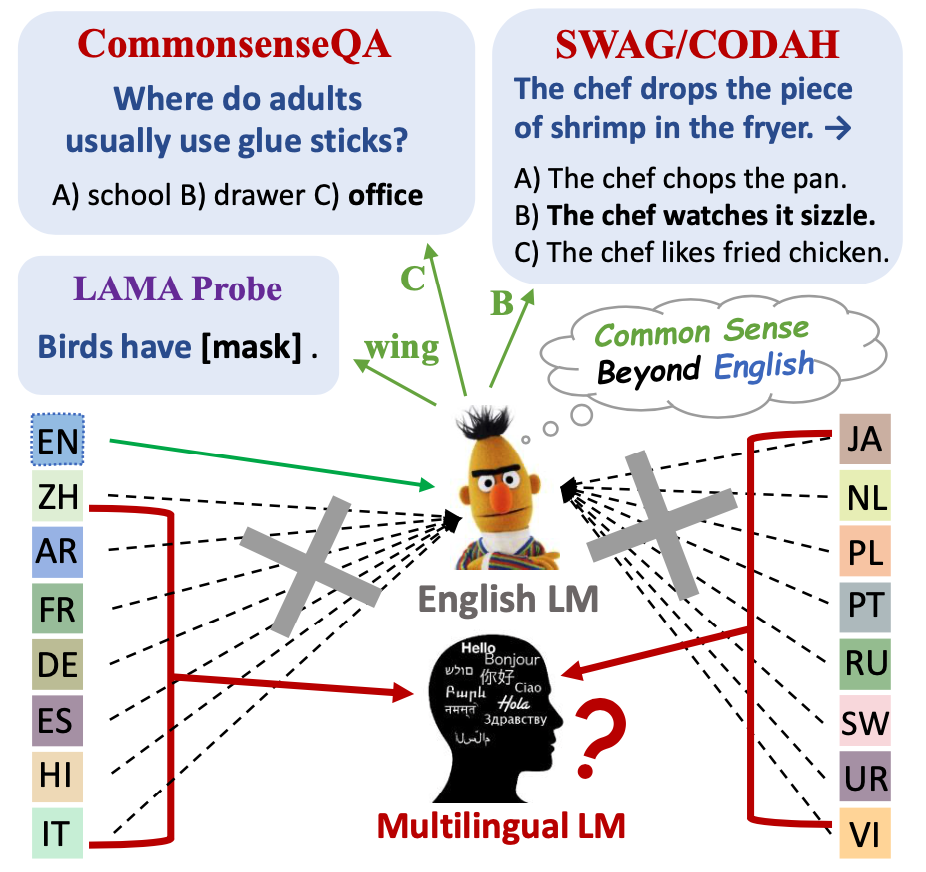 CommonsenseQA
Where do adults
usually use glue sticks?
A) school B) drawer C) office
SWAG/CODAH
The chef drops the piece
of shrimp in the fryer. →
A) The chef chops the pan.
B) The chef watches it sizzle.
C) The chef likes fried chicken.
LAMA Probe
Birds have [mask] .
wing
C
B
Common Sense
Beyond English
EN
ZH
AR
FR
DE
ES
HI
IT
JA
NL
PL
PT
RU
SW
UR
VI
English LM
Hello
Bonjour
שלום
你好
Ciao
Բարև
Hola
नमस्ते
Здравствуту
السلام
?
Multilingual LM